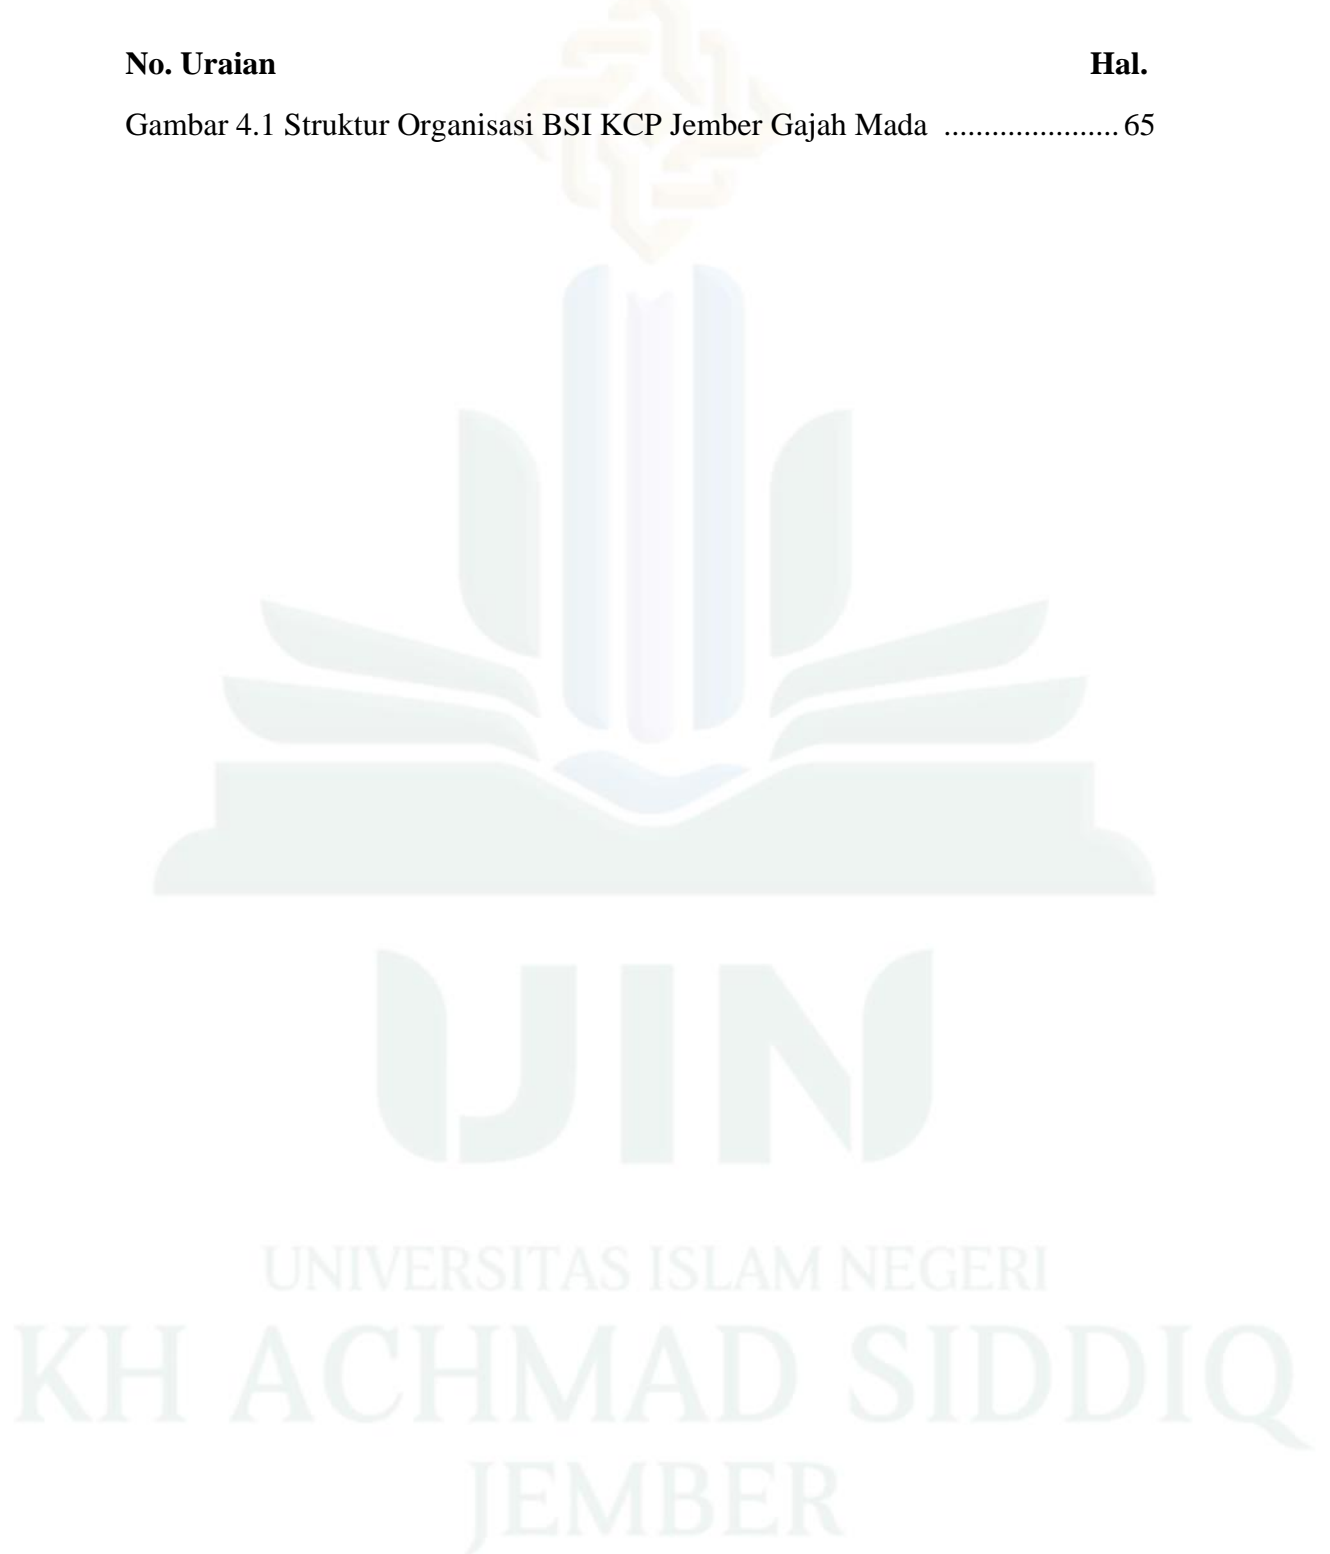 No. Uraian Hal.
Gambar 4.1 Struktur Organisasi BSI KCP Jember Gajah Mada ...................... 65
UIN
UNIVERSITAS ISLAM NEGERI
KH ACHMAD SIDDIQ
JEMBER